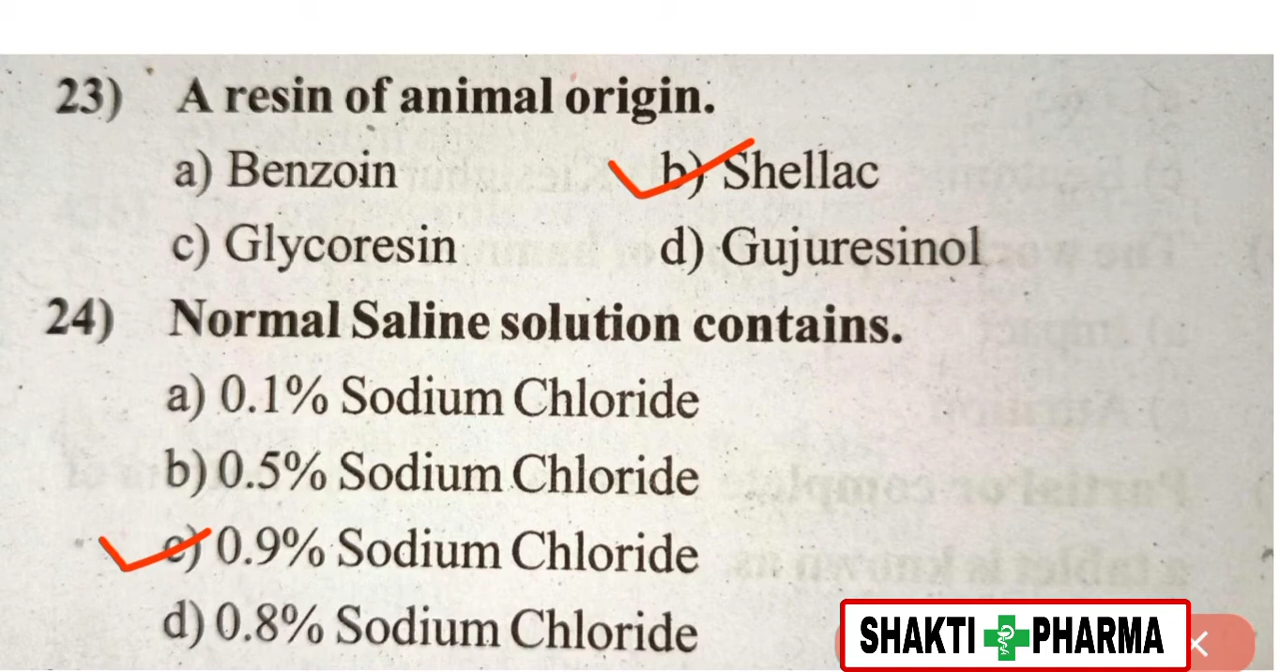 23) A resin of animal origin.
a) Benzoin b) Shellac
c) Glycoresin d) Gujuresinol
24) Normal Saline solution contains.
a) 0.1% Sodium Chloride
b) 0.5% Sodium Chloride
c) 0.9% Sodium Chloride
d) 0.8% Sodium Chloride
SHAKTI PHARMA